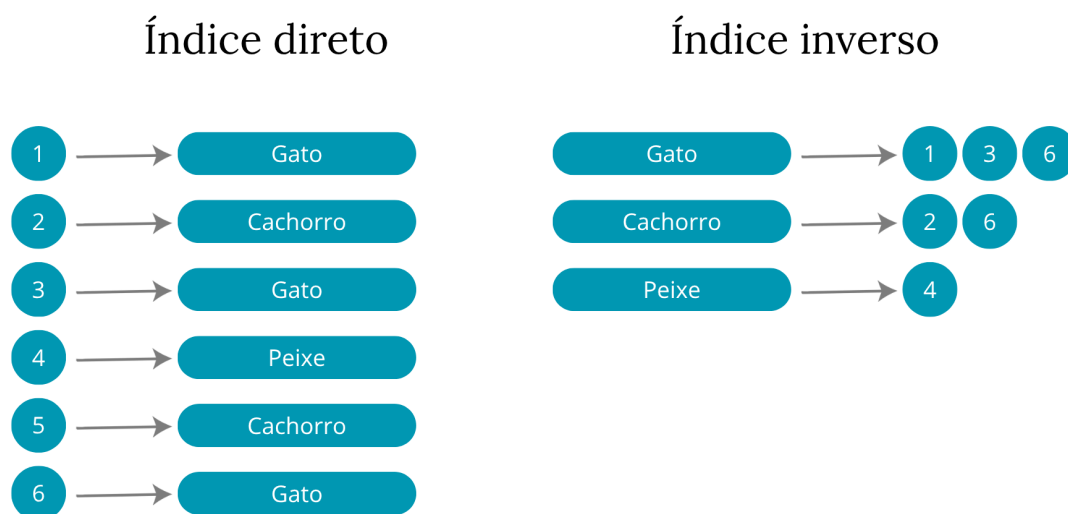 Índice direto
1 Gato
2 Cachorro
3 Gato
4 Peixe
5 Cachorro
6 Gato
Índice inverso
Gato 1 3 6
Cachorro 2 6
Peixe 4